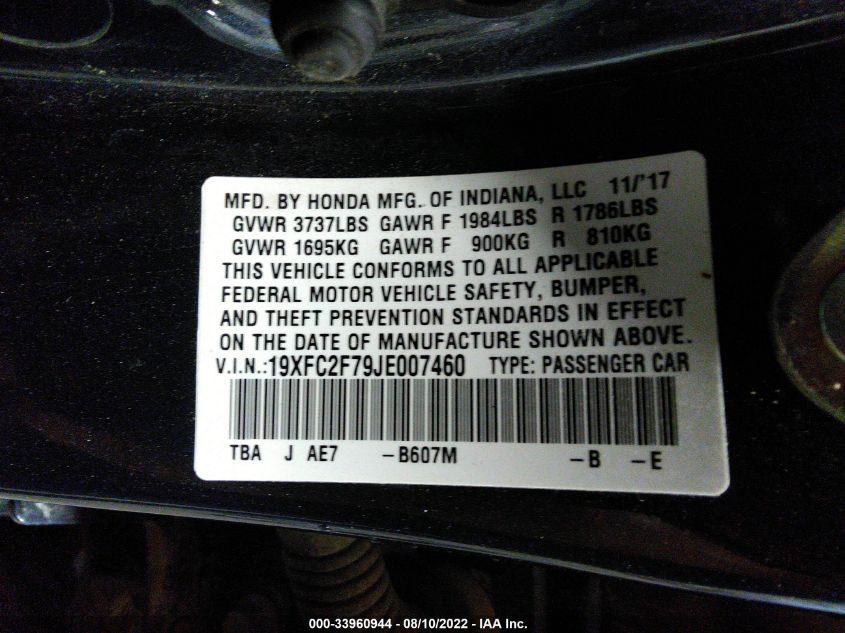 MFD. BY HONDA MFG. OF INDIANA, LLC 11/'17
GVWR 3737LBS GAWR F 1984LBS R 1786LBS
GVWR 1695KG GAWR F 900KG R 810KG
THIS VEHICLE CONFORMS TO ALL APPLICABLE
FEDERAL MOTOR VEHICLE SAFETY, BUMPER,
AND THEFT PREVENTION STANDARDS IN EFFECT
ON THE DATE OF MANUFACTURE SHOWN ABOVE.
V.I.N.:19XFC2F79JE007460 TYPE: PASSENGER CAR
TBA J AE7 -B607M -B -E
000-33960944 - 08/10/2022 - IAA Inc.